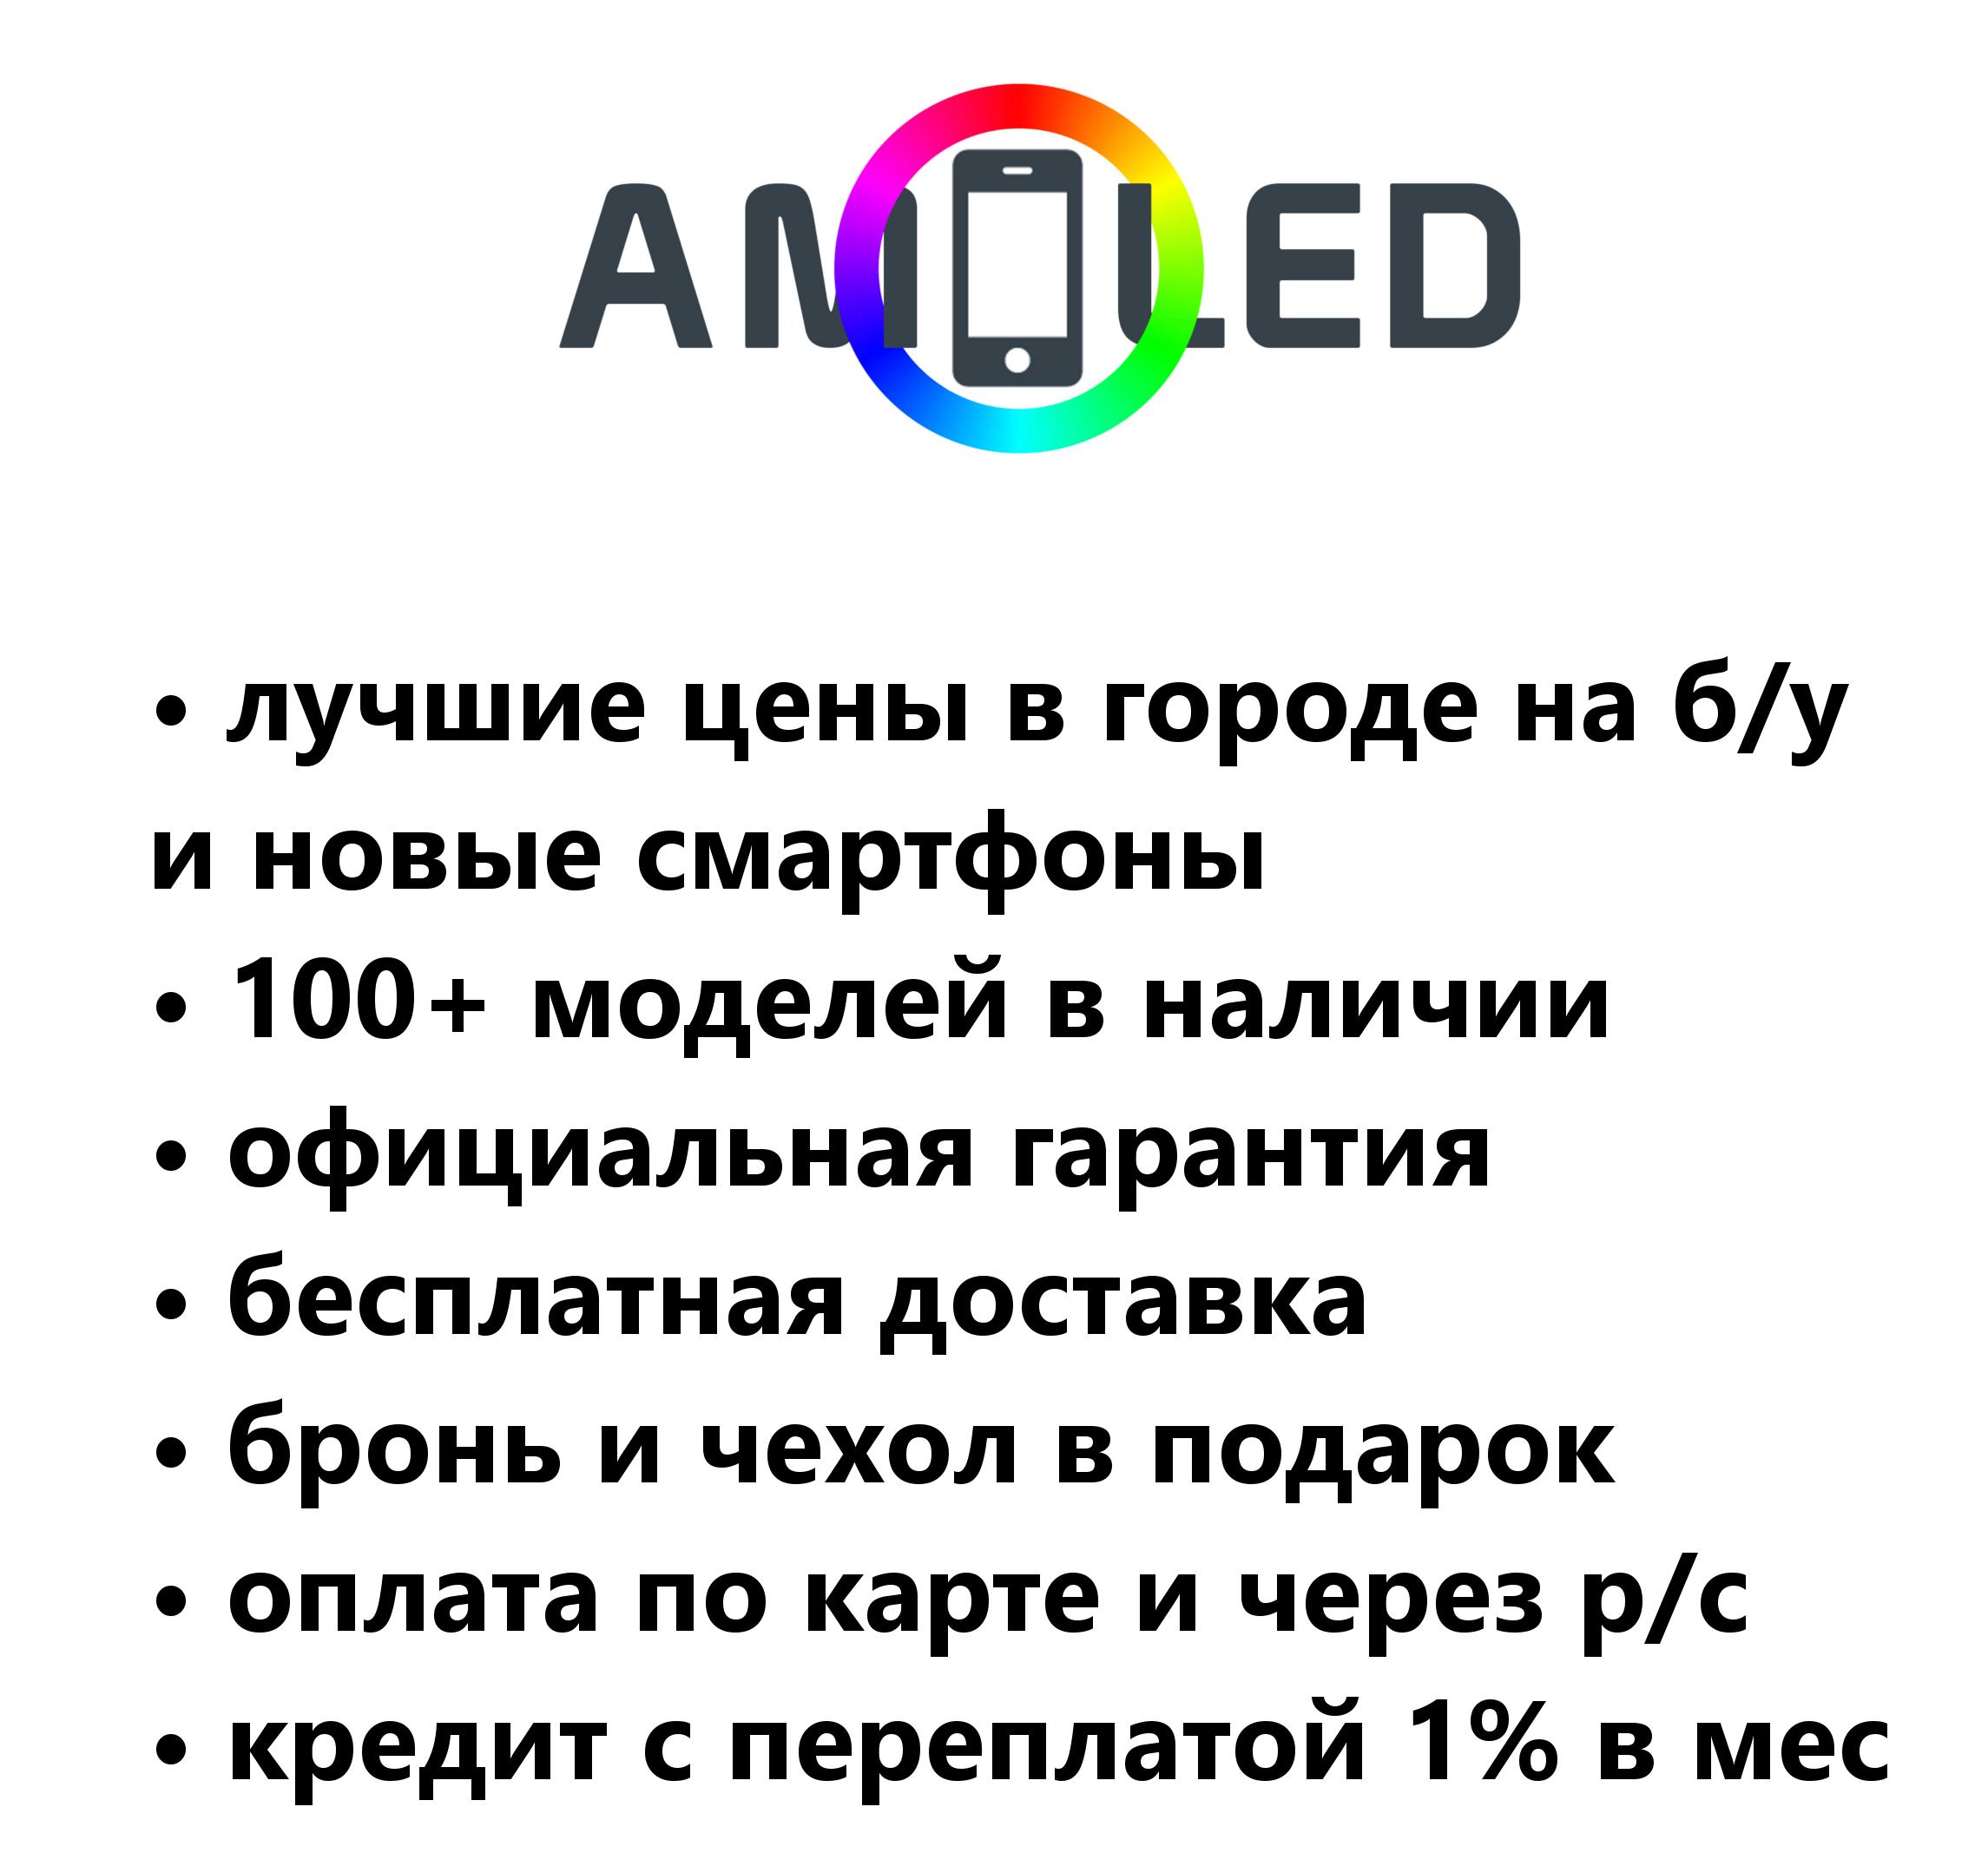 AMOLED
• лучшие цены в городе на б/у
и новые смартфоны
• 100+ моделей в наличии
• официальная гарантия
• бесплатная доставка
• бронь и чехол в подарок
• оплата по карте и через р/с
• кредит с переплатой 1% в мес